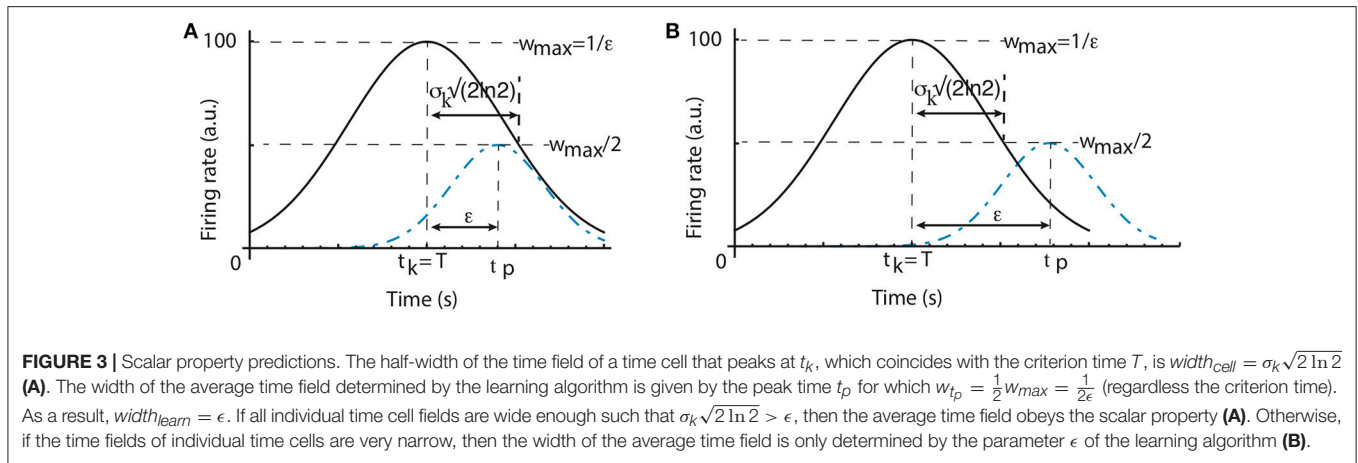 A
100
w_max=1/ε
σ_k√(2ln2)
w_max/2
ε
Firing rate (a.u.)
0
t_k=T
t p
Time (s)
B
100
w_max=1/ε
σ_k√(2ln2)
w_max/2
ε
Firing rate (a.u.)
0
t_k=T
t p
Time (s)
FIGURE 3 | Scalar property predictions. The half-width of the time field of a time cell that peaks at t_k, which coincides with the criterion time T, is width_cell = σ_k√2 ln 2
(A). The width of the average time field determined by the learning algorithm is given by the peak time t_p for which w_{t_p} = 1/2 w_max = 1/2ϵ (regardless the criterion time).
As a result, width_learn = ϵ. If all individual time cell fields are wide enough such that σ_k√2 ln 2 > ϵ, then the average time field obeys the scalar property (A). Otherwise,
if the time fields of individual time cells are very narrow, then the width of the average time field is only determined by the parameter ϵ of the learning algorithm (B).